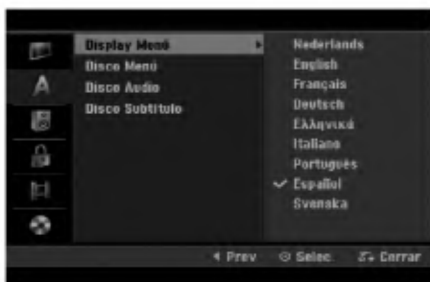 A
Display Menú
Disco Menú
Disco Audio
Disco Subtítulo
Nederlands
English
Français
Deutsch
Ελληνικά
Italiano
Português
Español
Svenska
Prev Selec. Cerrar